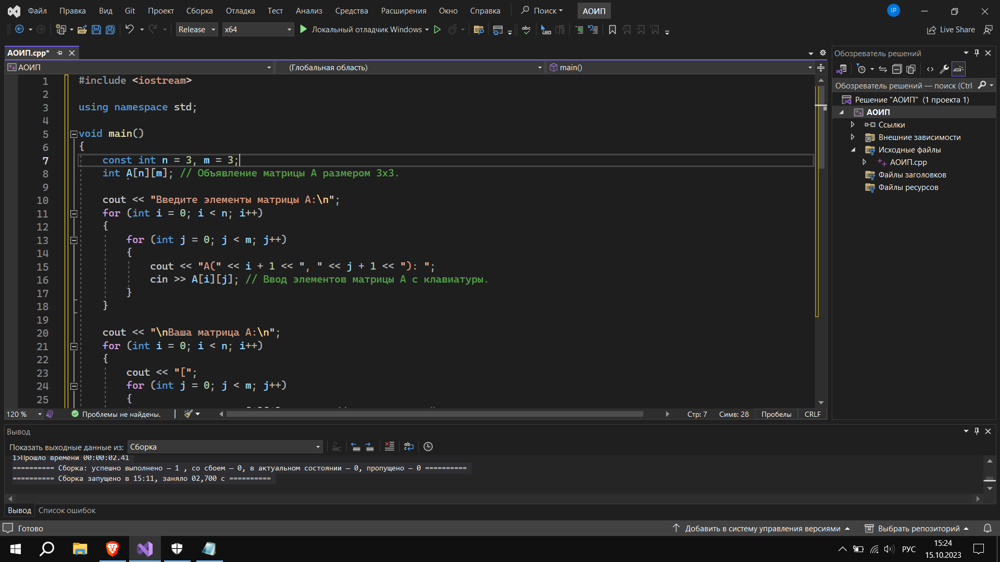 Файл Правка Вид Git Проект Сборка Отладка Тест Анализ Средства Расширения Окно Справка Поиск АОИП IP
Release x64 Локальный отладчик Windows Live Share
АОИП.cpp*
АОИП (Глобальная область) main()
1 #include <iostream>
2
3 using namespace std;
4
5 void main()
6 {
7 const int n = 3, m = 3;
8 int A[n][m]; // Объявление матрицы А размером 3х3.
9
10 cout << "Введите элементы матрицы А:\n";
11 for (int i = 0; i < n; i++)
12 {
13 for (int j = 0; j < m; j++)
14 {
15 cout << "A(" << i + 1 << ", " << j + 1 << "): ";
16 cin >> A[i][j]; // Ввод элементов матрицы А с клавиатуры.
17 }
18 }
19
20 cout << "\nВаша матрица А:\n";
21 for (int i = 0; i < n; i++)
22 {
23 cout << "[";
24 for (int j = 0; j < m; j++)
25 {
120 % Проблемы не найдены. Стр: 7 Симв: 28 Пробелы CRLF
Обозреватель решений
Обозреватель решений — поиск (Ctrl
Решение "АОИП" (1 проекта 1)
АОИП
Ссылки
Внешние зависимости
Исходные файлы
АОИП.cpp
Файлы заголовков
Файлы ресурсов
Вывод
Показать выходные данные из: Сборка
1>Прошло времени 00:00:02.41
========== Сборка: успешно выполнено — 1 , со сбоем — 0, в актуальном состоянии — 0, пропущено — 0 ==========
========== Сборка запущено в 15:11, заняло 02,700 с ==========
Вывод Список ошибок
Готово Добавить в систему управления версиями Выбрать репозиторий
РУС 15:24
15.10.2023